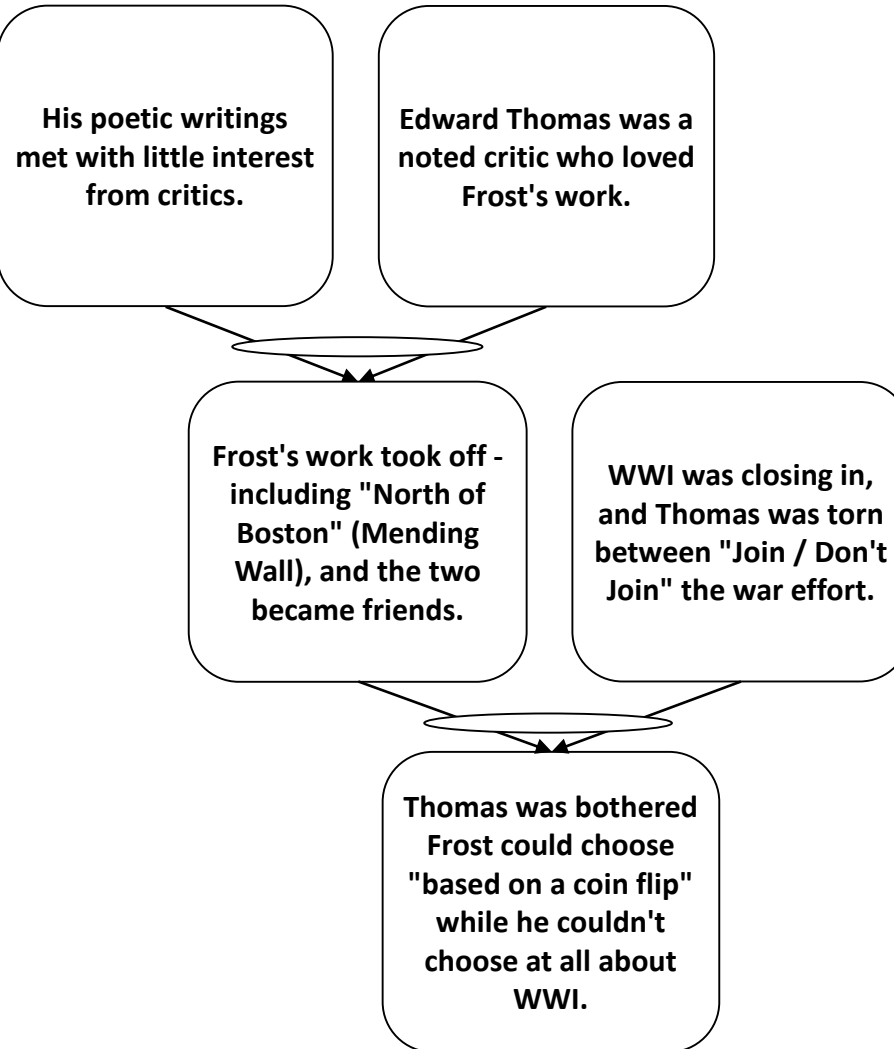 His poetic writings
met with little interest
from critics.
Edward Thomas was a
noted critic who loved
Frost's work.
Frost's work took off -
including "North of
Boston" (Mending
Wall), and the two
became friends.
WWI was closing in,
and Thomas was torn
between "Join / Don't
Join" the war effort.
Thomas was bothered
Frost could choose
"based on a coin flip"
while he couldn't
choose at all about
WWI.